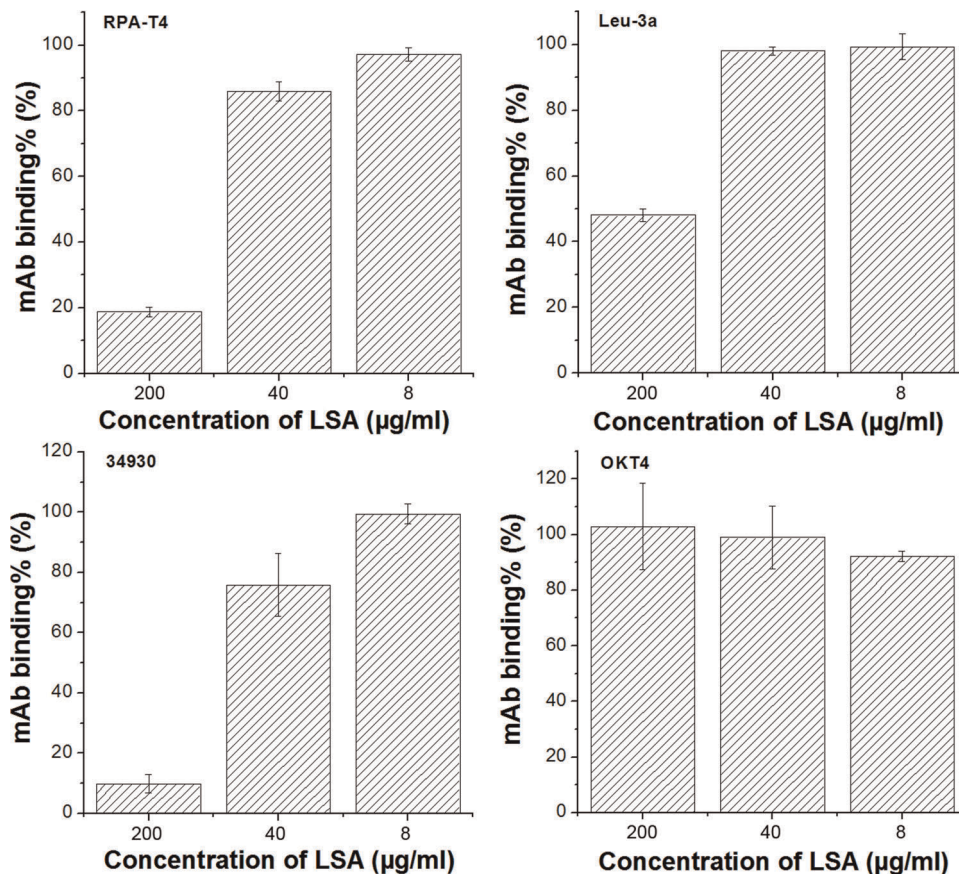 RPA-T4
mAb binding% (%)
100
80
60
40
20
0
200 40 8
Concentration of LSA (µg/ml)
Leu-3a
mAb binding% (%)
100
80
60
40
20
0
200 40 8
Concentration of LSA (µg/ml)
34930
mAb binding% (%)
120
100
80
60
40
20
0
200 40 8
Concentration of LSA (µg/ml)
OKT4
mAb binding% (%)
120
100
80
60
40
20
0
200 40 8
Concentration of LSA (µg/ml)